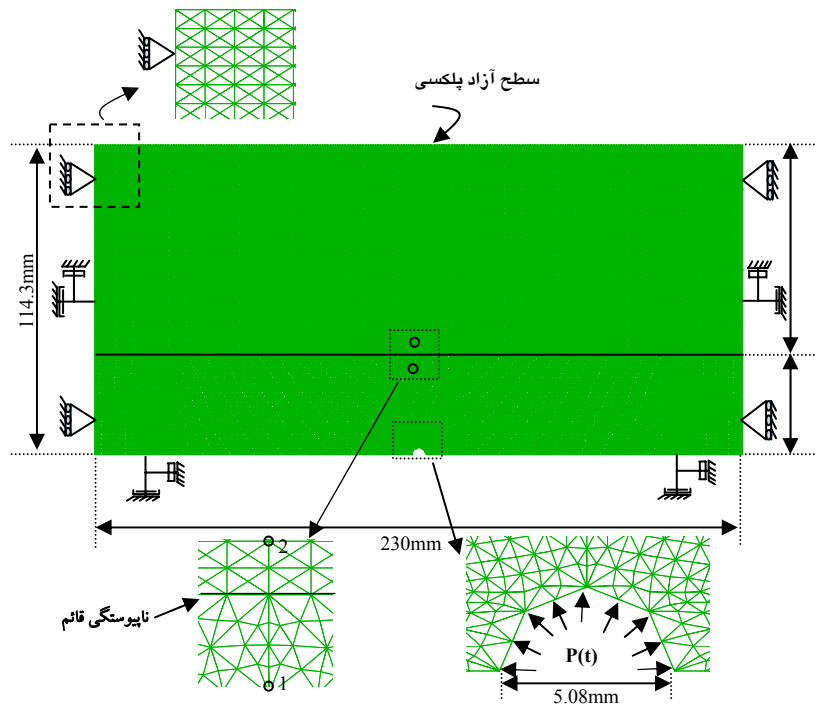 سطح آزاد پلکسی
114.3mm
230mm
2
ناپیوستگی قائم
1
P(t)
5.08mm